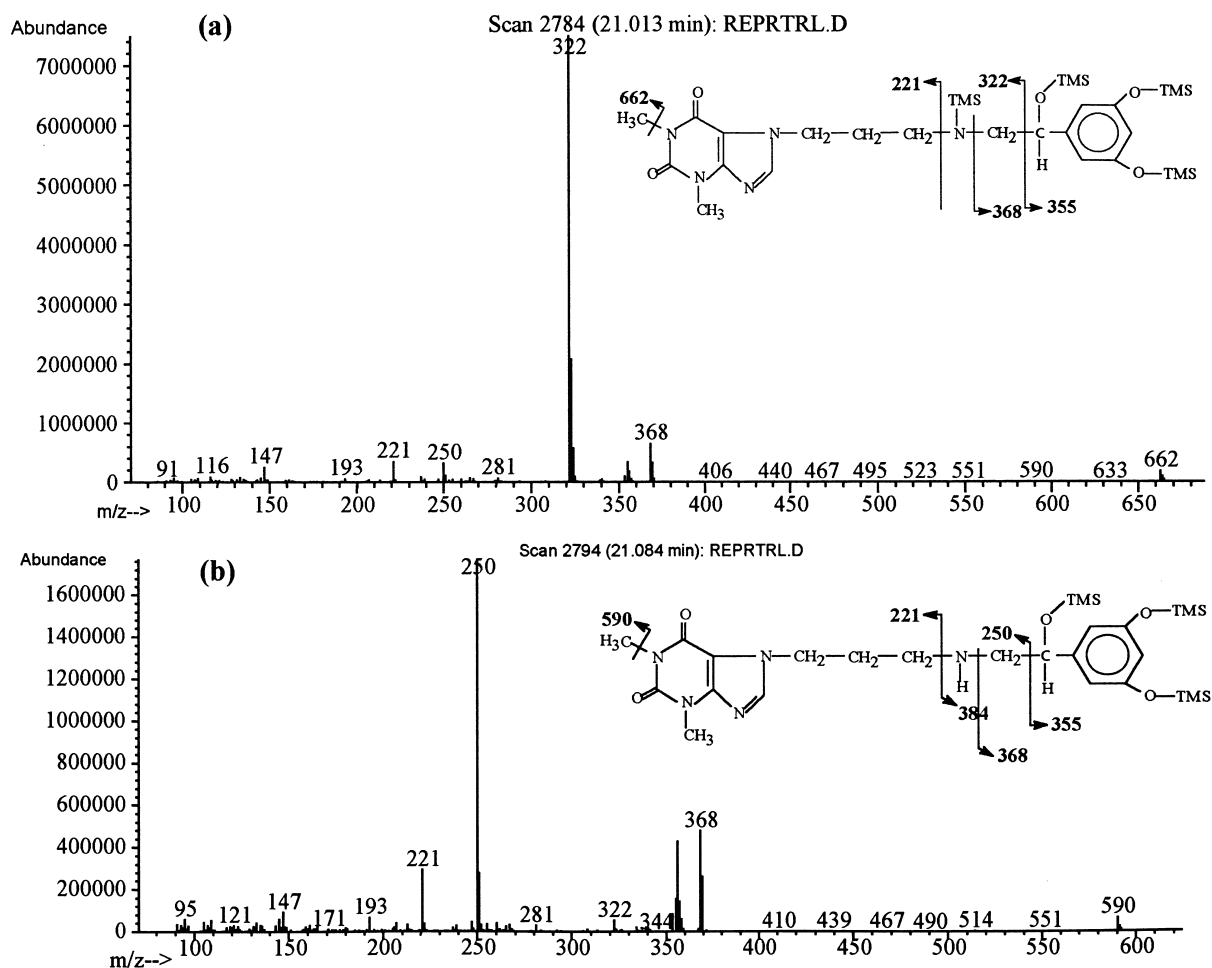 (a)
Scan 2784 (21.013 min): REPRTRL.D
Abundance
7000000
6000000
5000000
4000000
3000000
2000000
1000000
0
322
91 116 147 193 221 250 281 368 406 440 467 495 523 551 590 633 662
100 150 200 250 300 350 400 450 500 550 600 650
m/z-->
662
H3C
O
N
N
O
N
N
CH3
CH2 CH2 CH2 N CH2 C
221
TMS
322
O TMS
O TMS
O TMS
H
368
355
(b)
Scan 2794 (21.084 min): REPRTRL.D
Abundance
1600000
1400000
1200000
1000000
800000
600000
400000
200000
0
250
95 121 147 171 193 221 281 322 344 368 410 439 467 490 514 551 590
100 150 200 250 300 350 400 450 500 550 600
m/z-->
590
H3C
O
N
N
O
N
N
CH3
CH2 CH2 CH2 N CH2 C
221
H
250
O TMS
O TMS
O TMS
H
384
368
355